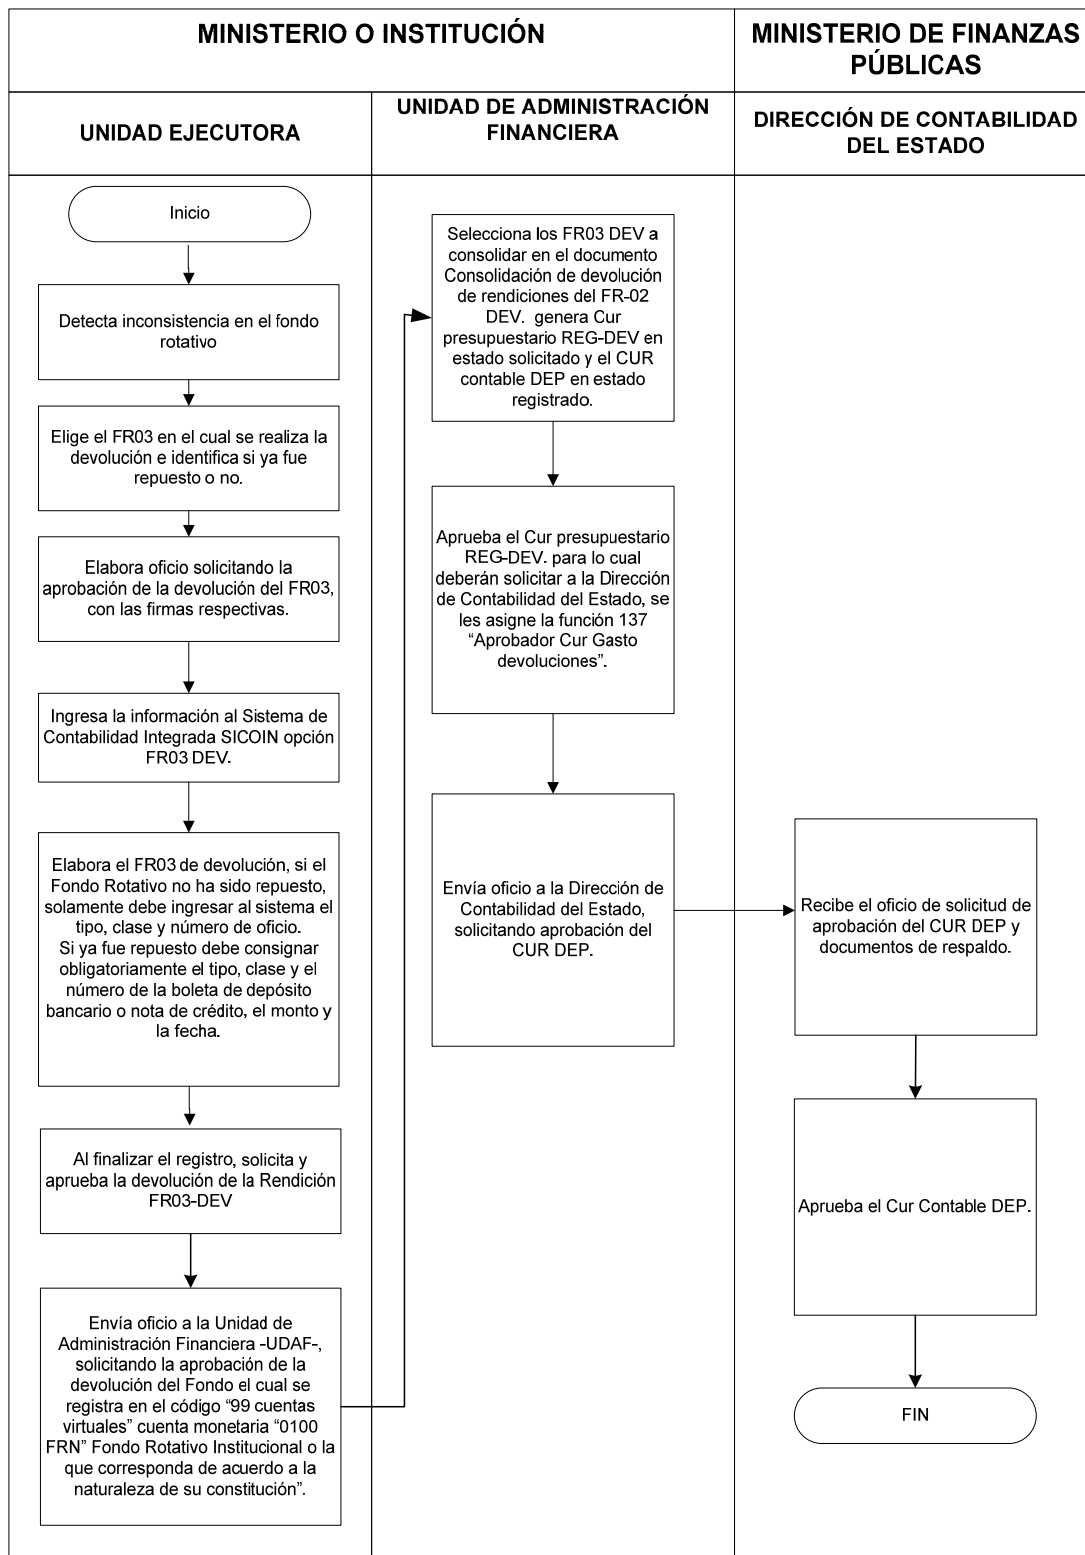 MINISTERIO O INSTITUCIÓN
MINISTERIO DE FINANZAS
PÚBLICAS
UNIDAD EJECUTORA
UNIDAD DE ADMINISTRACIÓN
FINANCIERA
DIRECCIÓN DE CONTABILIDAD
DEL ESTADO
Inicio
Detecta inconsistencia en el fondo
rotativo
Elige el FR03 en el cual se realiza la
devolución e identifica si ya fue
repuesto o no.
Elabora oficio solicitando la
aprobación de la devolución del FR03,
con las firmas respectivas.
Ingresa la información al Sistema de
Contabilidad Integrada SICOIN opción
FR03 DEV.
Elabora el FR03 de devolución, si el
Fondo Rotativo no ha sido repuesto,
solamente debe ingresar al sistema el
tipo, clase y número de oficio.
Si ya fue repuesto debe consignar
obligatoriamente el tipo, clase y el
número de la boleta de depósito
bancario o nota de crédito, el monto y
la fecha.
Al finalizar el registro, solicita y
aprueba la devolución de la Rendición
FR03-DEV
Envía oficio a la Unidad de
Administración Financiera -UDAF-,
solicitando la aprobación de la
devolución del Fondo el cual se
registra en el código “99 cuentas
virtuales” cuenta monetaria “0100
FRN” Fondo Rotativo Institucional o la
que corresponda de acuerdo a la
naturaleza de su constitución”.
Selecciona los FR03 DEV a
consolidar en el documento
Consolidación de devolución
de rendiciones del FR-02
DEV. genera Cur
presupuestario REG-DEV en
estado solicitado y el CUR
contable DEP en estado
registrado.
Aprueba el Cur presupuestario
REG-DEV. para lo cual
deberán solicitar a la Dirección
de Contabilidad del Estado, se
les asigne la función 137
“Aprobador Cur Gasto
devoluciones”.
Envía oficio a la Dirección de
Contabilidad del Estado,
solicitando aprobación del
CUR DEP.
Recibe el oficio de solicitud de
aprobación del CUR DEP y
documentos de respaldo.
Aprueba el Cur Contable DEP.
FIN